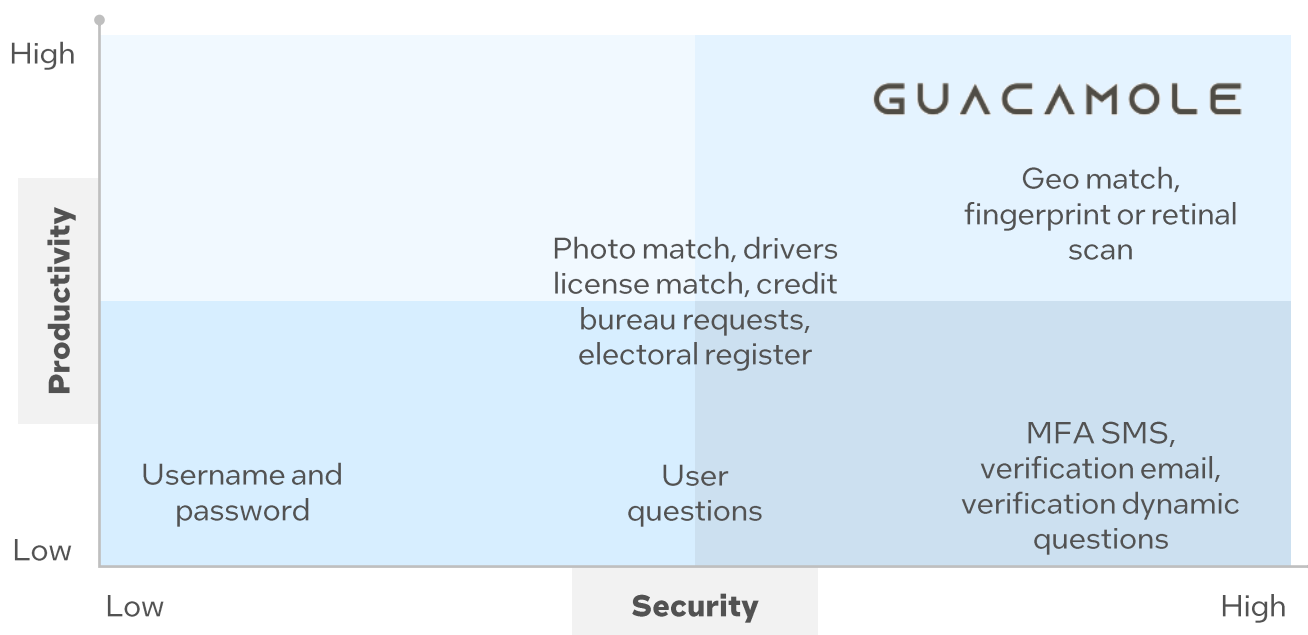 High
GUACAMOLE
Geo match,
fingerprint or retinal
scan
Productivity
Photo match, drivers
license match, credit
bureau requests,
electoral register
MFA SMS,
verification email,
verification dynamic
questions
Username and
password
User
questions
Low
Low
Security
High